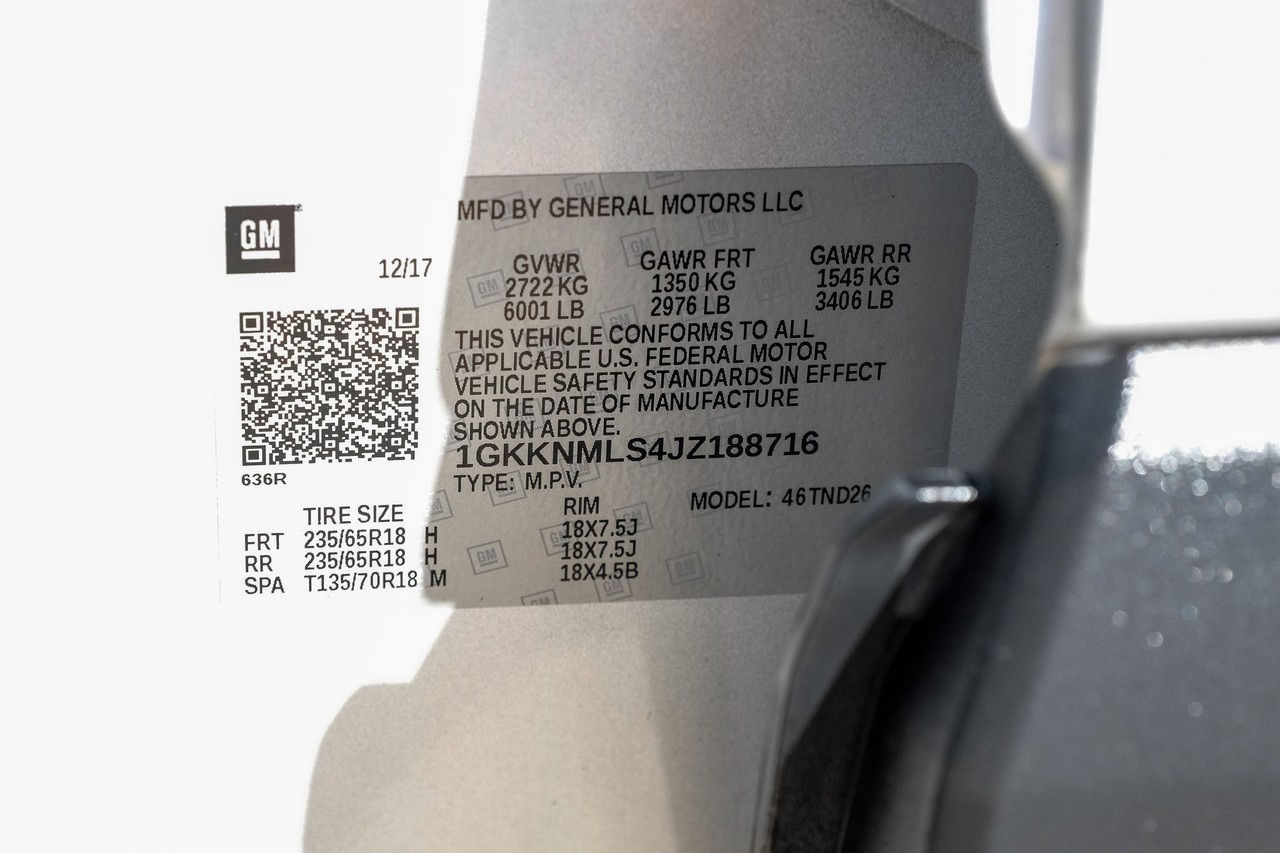 GM
MFD BY GENERAL MOTORS LLC
12/17
GVWR GAWR FRT GAWR RR
2722 KG 1350 KG 1545 KG
6001 LB 2976 LB 3406 LB
THIS VEHICLE CONFORMS TO ALL
APPLICABLE U.S. FEDERAL MOTOR
VEHICLE SAFETY STANDARDS IN EFFECT
ON THE DATE OF MANUFACTURE
SHOWN ABOVE.
1GKKNMLS4JZ188716
636R
TYPE: M.P.V. MODEL: 46TND26
TIRE SIZE RIM
FRT 235/65R18 H 18X7.5J
RR 235/65R18 H 18X7.5J
SPA T135/70R18 M 18X4.5B